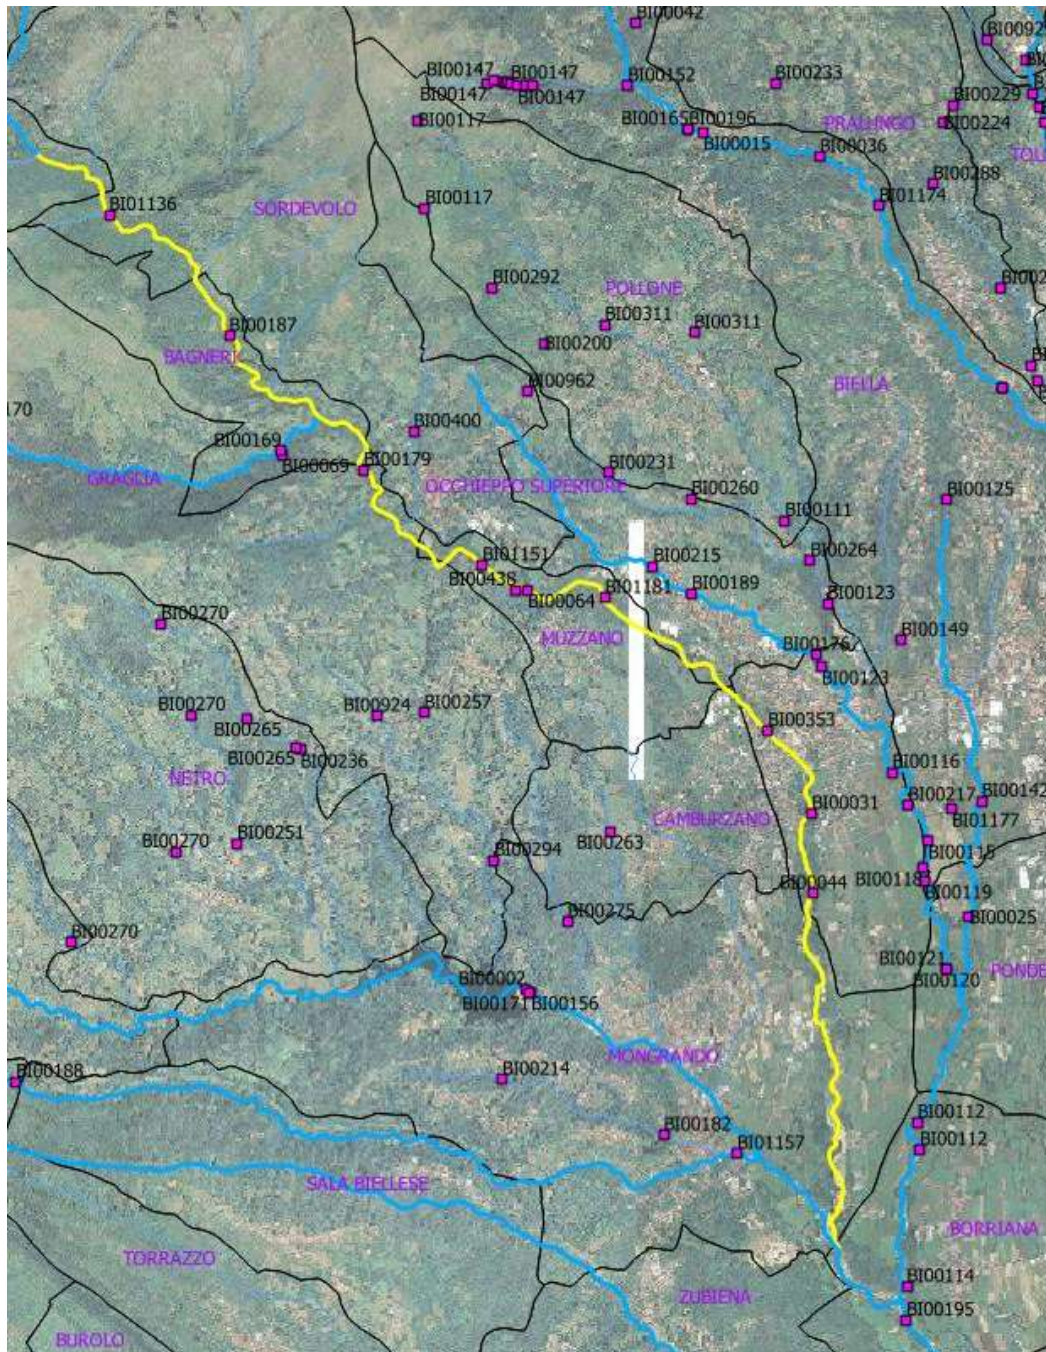 BI00042
BI00147
BI00147
BI00147
BI00147
BI00152
BI00233
BI00229
BI00224
BI00117
BI00165
BI00196
BI00015
PRALUNGO
BI00036
BI00288
BI01174
BI01136
SORDEVOLO
BI00117
BI00292
POLLONE
BI00311
BI00311
BI00187
BI00200
BI00962
BIELLA
BI00400
BI00169
BI00069
BI00179
GRAGLIA
OCCHIEPPO SUPERIORE
BI00231
BI00260
BI00125
BI00111
BI00264
BI01151
BI00438
BI00064
BI01181
BI00215
BI00189
BI00123
BI00270
MUZZANO
BI00149
BI00176
BI00123
BI00270
BI00265
BI00924
BI00257
BI00353
BI00265
BI00236
NETRO
BI00116
BI00142
BI00217
BI01177
BI00031
CAMBURZANO
BI00263
BI00251
BI00270
BI00294
BI00115
BI00118
BI00119
BI00044
BI00275
BI00025
BI00270
BI00121
BI00120
BI00002
BI00171
BI00156
MONGRANDO
BI00188
BI00214
BI00182
BI00112
BI00112
BI01157
SALA BIELLESE
BORRIANA
TORRAZZO
BI00114
ZUBIENA
BI00195
BUROLO